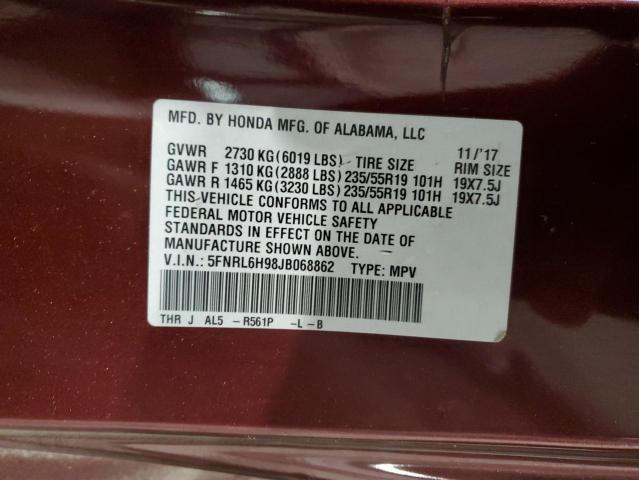 MFD. BY HONDA MFG. OF ALABAMA, LLC
GVWR 2730 KG (6019 LBS) - TIRE SIZE 11/'17 RIM SIZE
GAWR F 1310 KG (2888 LBS) 235/55R19 101H 19X7.5J
GAWR R 1465 KG (3230 LBS) 235/55R19 101H 19X7.5J
THIS VEHICLE CONFORMS TO ALL APPLICABLE
FEDERAL MOTOR VEHICLE SAFETY
STANDARDS IN EFFECT ON THE DATE OF
MANUFACTURE SHOWN ABOVE.
V.I.N.: 5FNRL6H98JB068862 TYPE: MPV
THR J AL5 - R561P -L - B